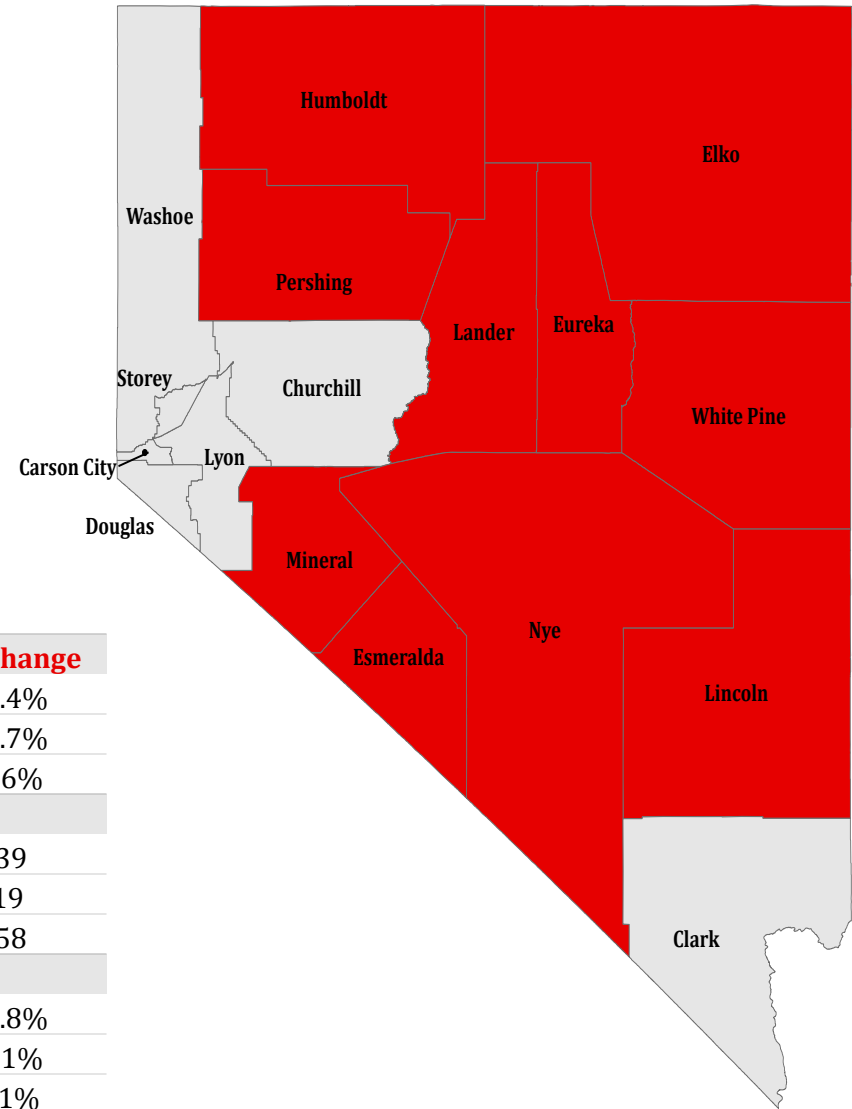 Humboldt
Elko
Washoe
Pershing
Eureka
Lander
Storey
Churchill
White Pine
Lyon
Carson City
Douglas
Mineral
Nye
Esmeralda
Lincoln
Clark
hange
.4%
.7%
6%
39
19
58
.8%
1%
1%